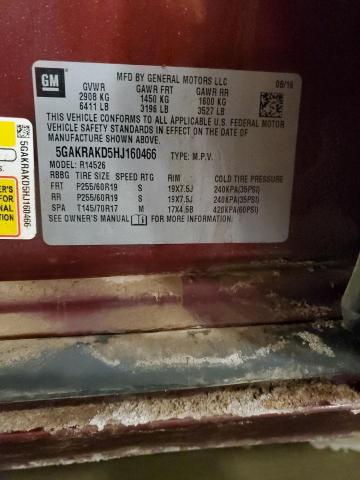 GM
MFD BY GENERAL MOTORS LLC
08/16
GVWR GAWR FRT GAWR RR
2908 KG 1450 KG 1600 KG
6411 LB 3196 LB 3527 LB
THIS VEHICLE CONFORMS TO ALL APPLICABLE U.S. FEDERAL MOTOR
VEHICLE SAFETY, BUMPER, AND THEFT PREVENTION STANDARDS
IN EFFECT ON THE DATE OF MANUFACTURE SHOWN ABOVE.
5GAKRAKD5HJ160466 TYPE: M.P.V.
MODEL: R14526
RBBG TIRE SIZE SPEED RTG RIM COLD TIRE PRESSURE
FRT P255/60R19 S 19X7.5J 240KPA(35PSI)
RR P255/60R19 S 19X7.5J 240KPA(35PSI)
SPA T145/70R17 M 17X4.5B 420KPA(60PSI)
SEE OWNER'S MANUAL FOR MORE INFORMATION
5GAKRAKD5HJ160466